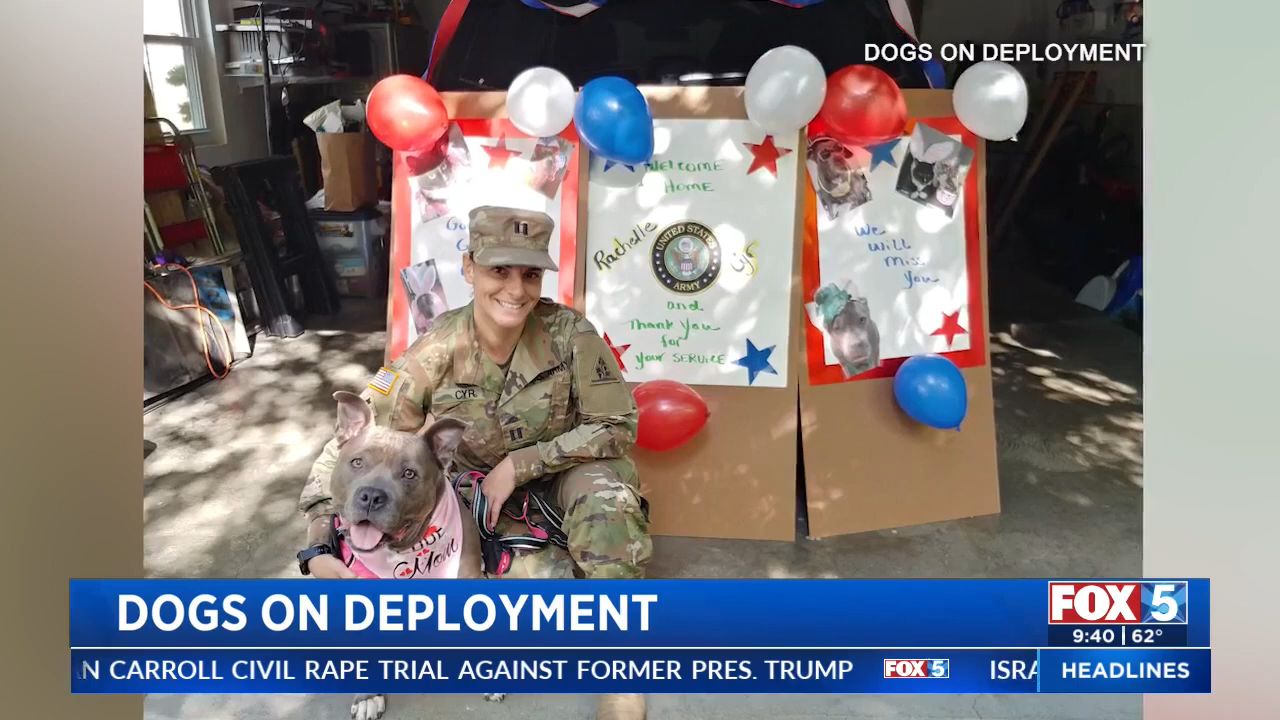 DOGS ON DEPLOYMENT
WELCOME
HOME
Rachelle
UNITED STATES
ARMY
and
Thank You
for
Your SERVICE
We
Will
Miss
You
CYR
Mom
DOGS ON DEPLOYMENT
FOX 5
9:40 | 62°
N CARROLL CIVIL RAPE TRIAL AGAINST FORMER PRES. TRUMP
FOX 5
ISRA
HEADLINES